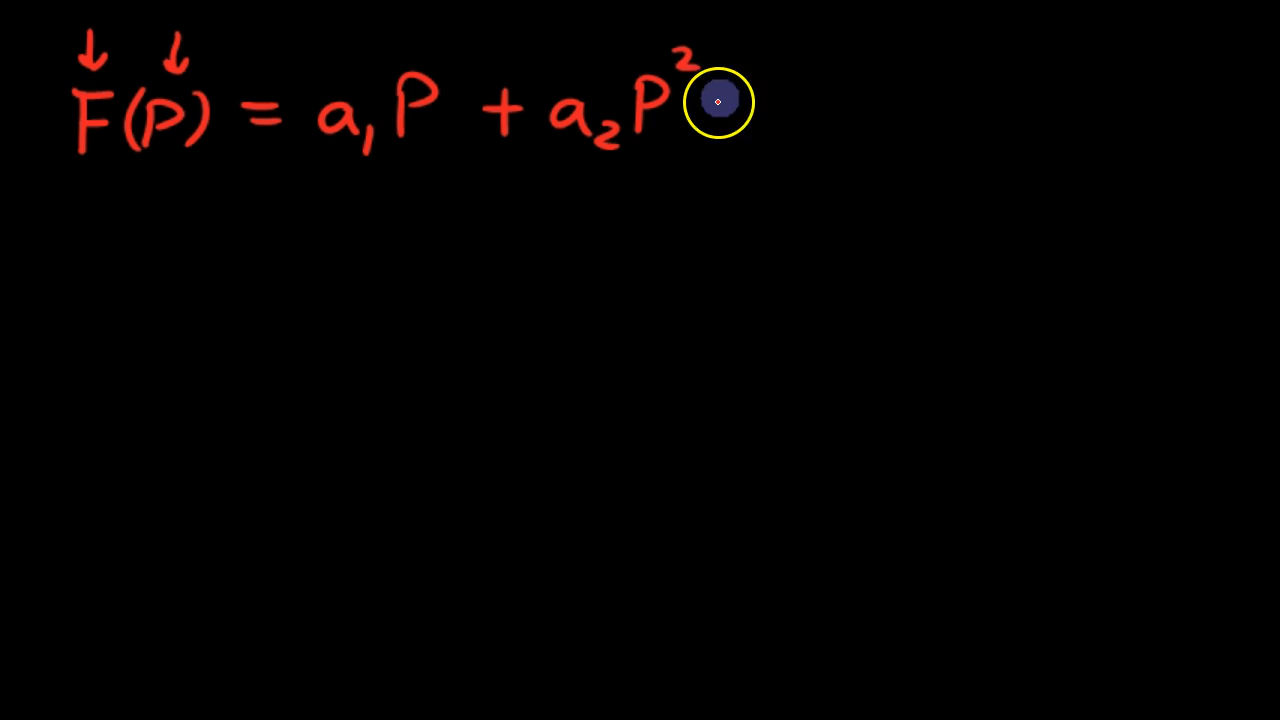 ↓ ↓
F(P) = a₁P + a₂P²